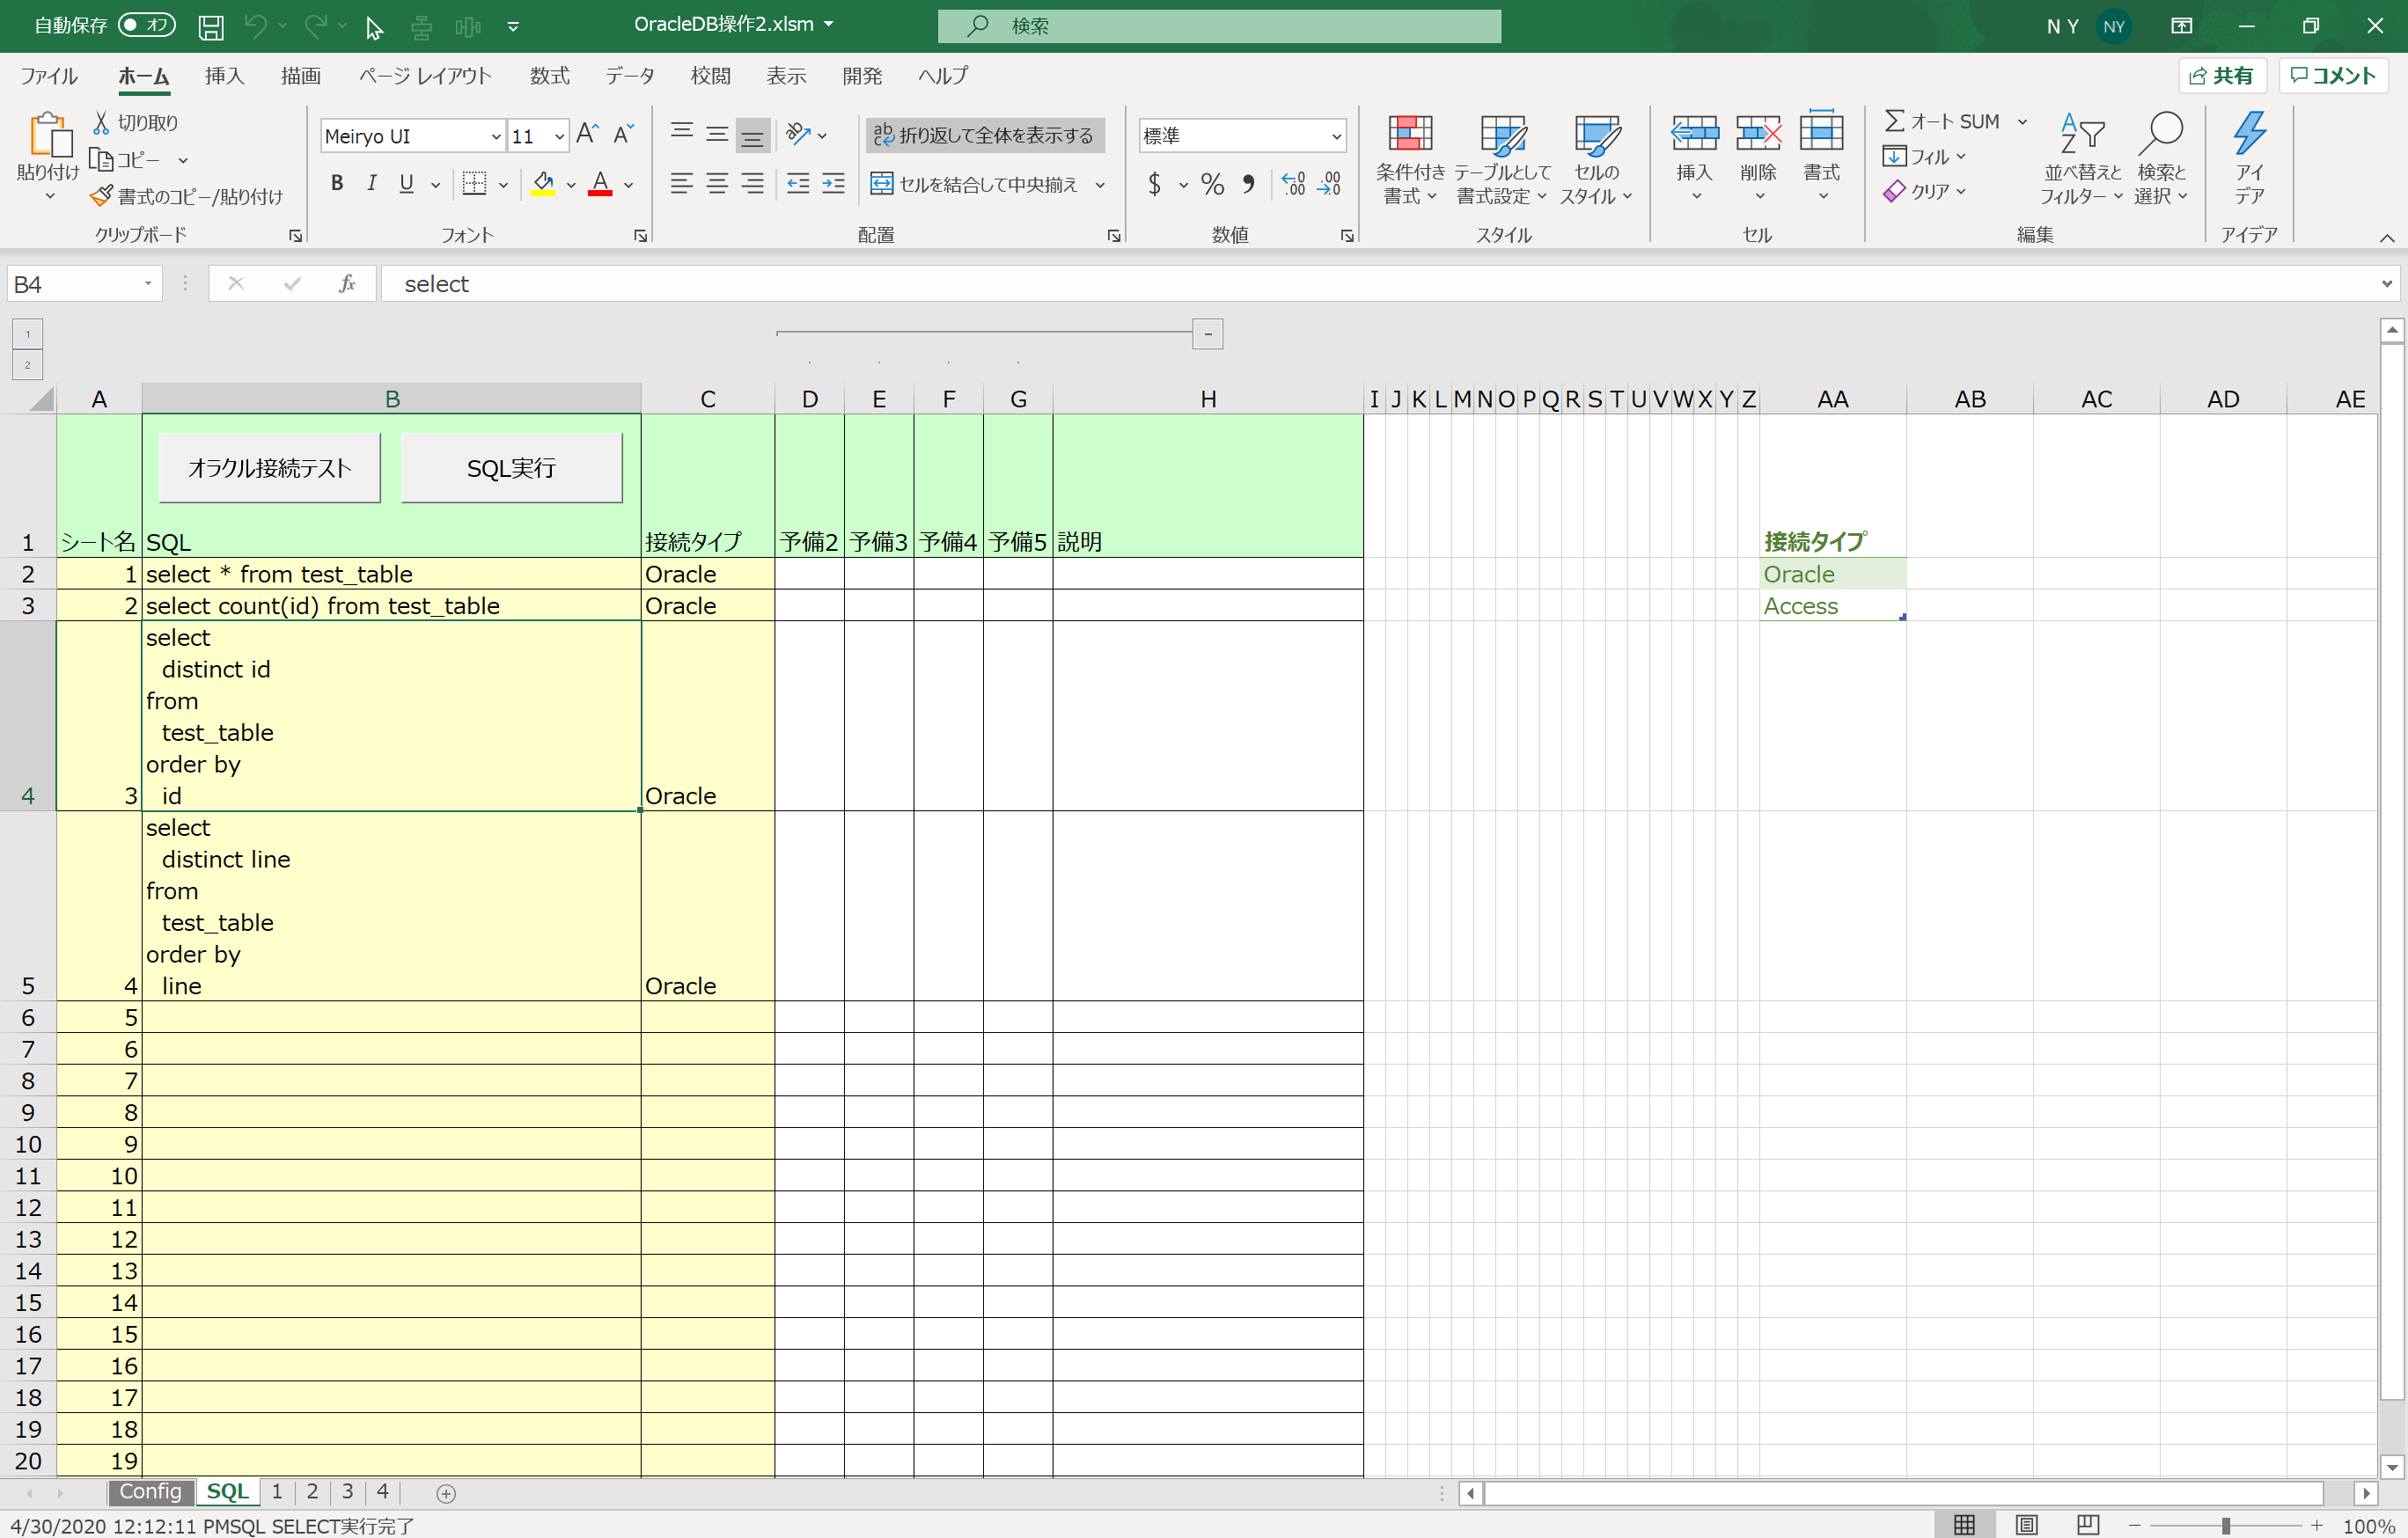 自動保存 オフ OracleDB操作2.xlsm 検索 N Y NY
ファイル ホーム 挿入 描画 ページ レイアウト 数式 データ 校閲 表示 開発 ヘルプ 共有 コメント
貼り付け 切り取り コピー 書式のコピー/貼り付け
クリップボード
Meiryo UI 11
B I U A
フォント
折り返して全体を表示する
セルを結合して中央揃え
配置
標準
$ % 9 .00 .00 0
数値
条件付き書式 テーブルとして書式設定 セルのスタイル
スタイル
挿入 削除 書式
セル
オート SUM
フィル
クリア
並べ替えとフィルター 検索と選択
編集
アイデア
アイデア
B4 fx select
1
2
A B C D E F G H I J K L M N O P Q R S T U V W X Y Z AA AB AC AD AE
オラクル接続テスト SQL実行
1 シート名 SQL 接続タイプ 予備2 予備3 予備4 予備5 説明 接続タイプ
2 1 select * from test_table Oracle Oracle
3 2 select count(id) from test_table Oracle Access
select
distinct id
from
test_table
order by
4 3 id Oracle
select
distinct line
from
test_table
order by
5 4 line Oracle
6 5
7 6
8 7
9 8
10 9
11 10
12 11
13 12
14 13
15 14
16 15
17 16
18 17
19 18
20 19
Config SQL 1 2 3 4
4/30/2020 12:12:11 PMSQL SELECT実行完了 100%